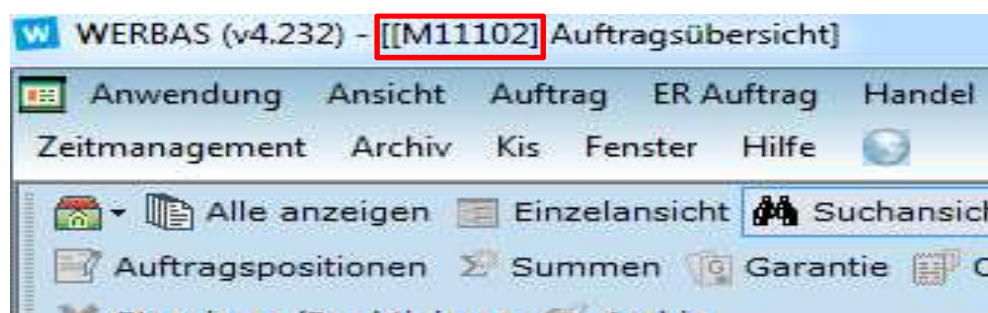 WERBAS (v4.232) - [[M11102] Auftragsübersicht]
Anwendung Ansicht Auftrag ER Auftrag Handel
Zeitmanagement Archiv Kis Fenster Hilfe
Alle anzeigen Einzelansicht Suchansich
Auftragspositionen Summen Garantie